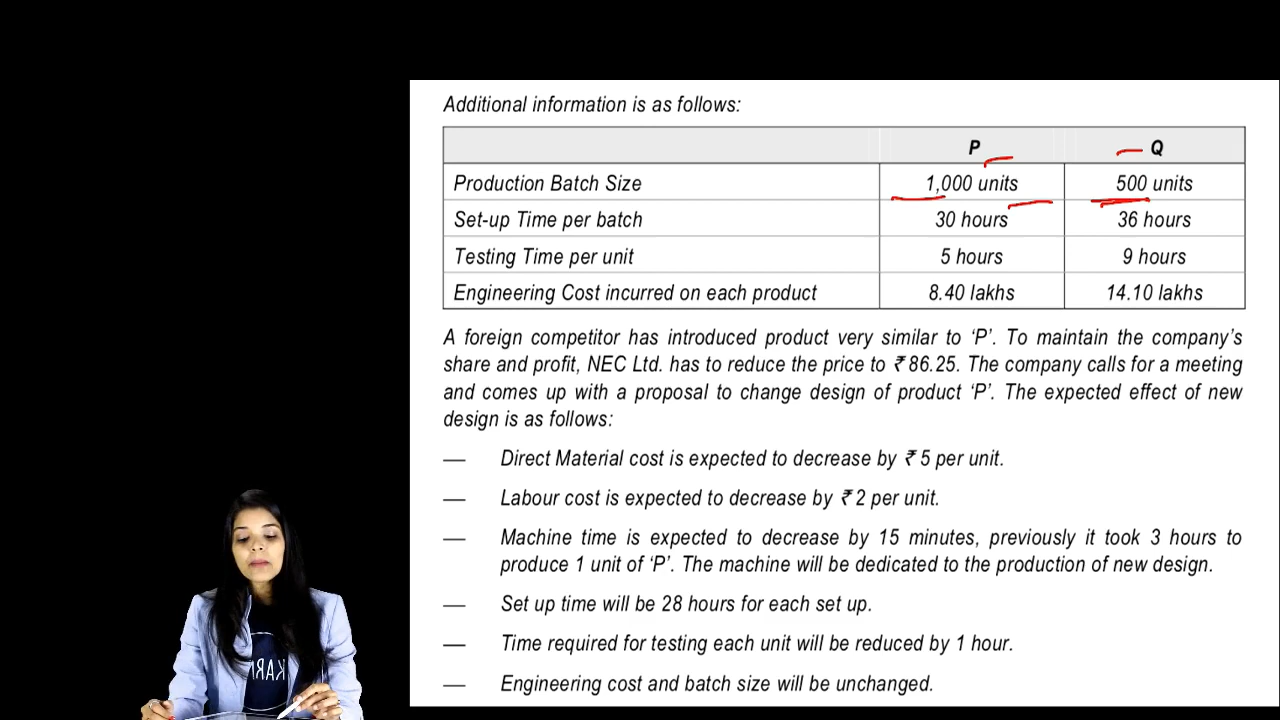 Additional information is as follows:
P Q
Production Batch Size 1,000 units 500 units
Set-up Time per batch 30 hours 36 hours
Testing Time per unit 5 hours 9 hours
Engineering Cost incurred on each product 8.40 lakhs 14.10 lakhs
A foreign competitor has introduced product very similar to ‘P’. To maintain the company’s
share and profit, NEC Ltd. has to reduce the price to ₹ 86.25. The company calls for a meeting
and comes up with a proposal to change design of product ‘P’. The expected effect of new
design is as follows:
— Direct Material cost is expected to decrease by ₹ 5 per unit.
— Labour cost is expected to decrease by ₹ 2 per unit.
— Machine time is expected to decrease by 15 minutes, previously it took 3 hours to
produce 1 unit of ‘P’. The machine will be dedicated to the production of new design.
— Set up time will be 28 hours for each set up.
— Time required for testing each unit will be reduced by 1 hour.
— Engineering cost and batch size will be unchanged.